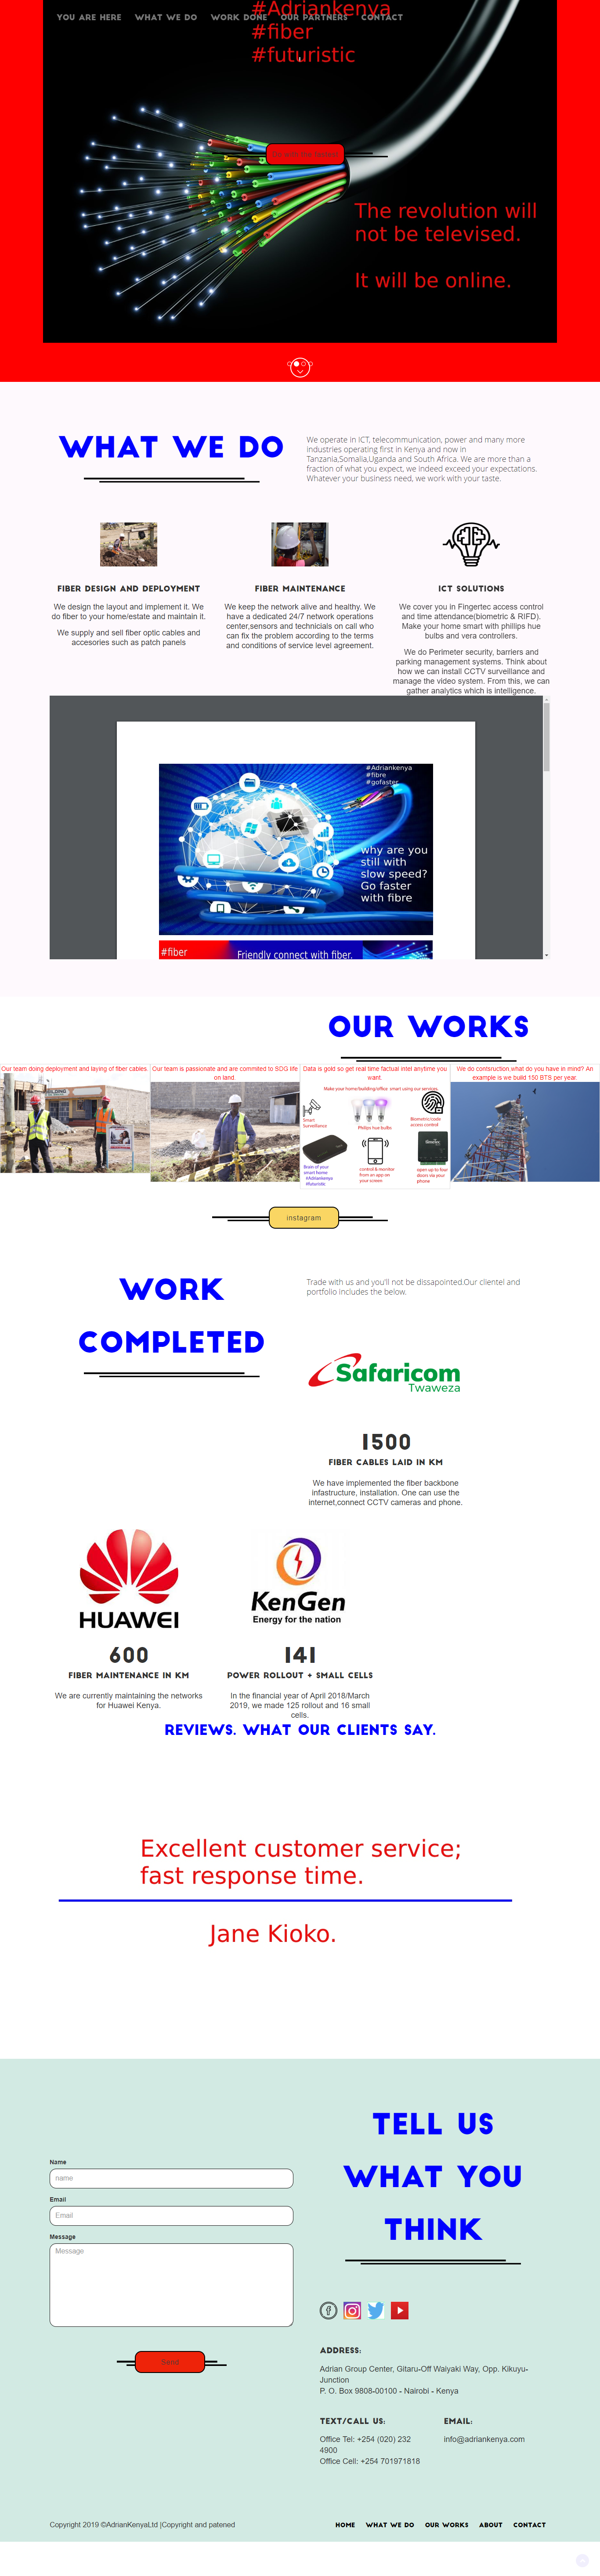 #Adriankenya
YOU ARE HERE WHAT WE DO WORK DONE OUR PARTNERS CONTACT
#fiber
#futuristic
The revolution will
not be televised.
It will be online.
WHAT WE DO
We operate in ICT, telecommunication, power and many more
industries operating first in Kenya and now in
Tanzania,Somalia,Uganda and South Africa. We are more than a
fraction of what you expect, we indeed exceed your expectations.
Whatever your business need, we work with your taste.
FIBER DESIGN AND DEPLOYMENT
We design the layout and implement it. We
do fiber to your home/estate and maintain it.
We supply and sell fiber optic cables and
accesories such as patch panels
FIBER MAINTENANCE
We keep the network alive and healthy. We
have a dedicated 24/7 network operations
center,sensors and technicials on call who
can fix the problem according to the terms
and conditions of service level agreement.
ICT SOLUTIONS
We cover you in Fingertec access control
and time attendance(biometric & RIFD).
Make your home smart with phillips hue
bulbs and vera controllers.
We do Perimeter security, barriers and
parking management systems. Think about
how we can install CCTV surveillance and
manage the video system. From this, we can
gather analytics which is intelligence.
#Adriankenya
#fibre
#gofaster
why are you
still with
slow speed?
Go faster
with fibre
#fiber
Friendly connect with fiber.
OUR WORKS
Our team doing deployment and laying of fiber cables.
Our team is passionate and are commited to SDG life
on land.
Data is gold so get real time factual intel anytime you
want.
Make your home/building/office smart using our services
Smart
Surveillance
Philips hue bulbs
Biometric/code
access control
Brain of your
smart home
#Adriankenya
#futuristic
control & monitor
from an app on
your screen
open up to four
doors via your
phone
We do contsruction,what do you have in mind? An
example is we build 150 BTS per year.
instagram
WORK
COMPLETED
Trade with us and you'll not be dissapointed.Our clientel and
portfolio includes the below.
Safaricom
Twaweza
1500
FIBER CABLES LAID IN KM
We have implemented the fiber backbone
infastructure, installation. One can use the
internet,connect CCTV cameras and phone.
HUAWEI
600
FIBER MAINTENANCE IN KM
We are currently maintaining the networks
for Huawei Kenya.
KenGen
Energy for the nation
141
POWER ROLLOUT + SMALL CELLS
In the financial year of April 2018/March
2019, we made 125 rollout and 16 small
cells.
REVIEWS. WHAT OUR CLIENTS SAY.
Excellent customer service;
fast response time.
Jane Kioko.
TELL US
WHAT YOU
THINK
Name
name
Email
Email
Message
Message
Send
ADDRESS:
Adrian Group Center, Gitaru-Off Waiyaki Way, Opp. Kikuyu-
Junction
P. O. Box 9808-00100 - Nairobi - Kenya
TEXT/CALL US:
Office Tel: +254 (020) 232
4900
Office Cell: +254 701971818
EMAIL:
info@adriankenya.com
Copyright 2019 ©AdrianKenyaLtd |Copyright and patened
HOME WHAT WE DO OUR WORKS ABOUT CONTACT